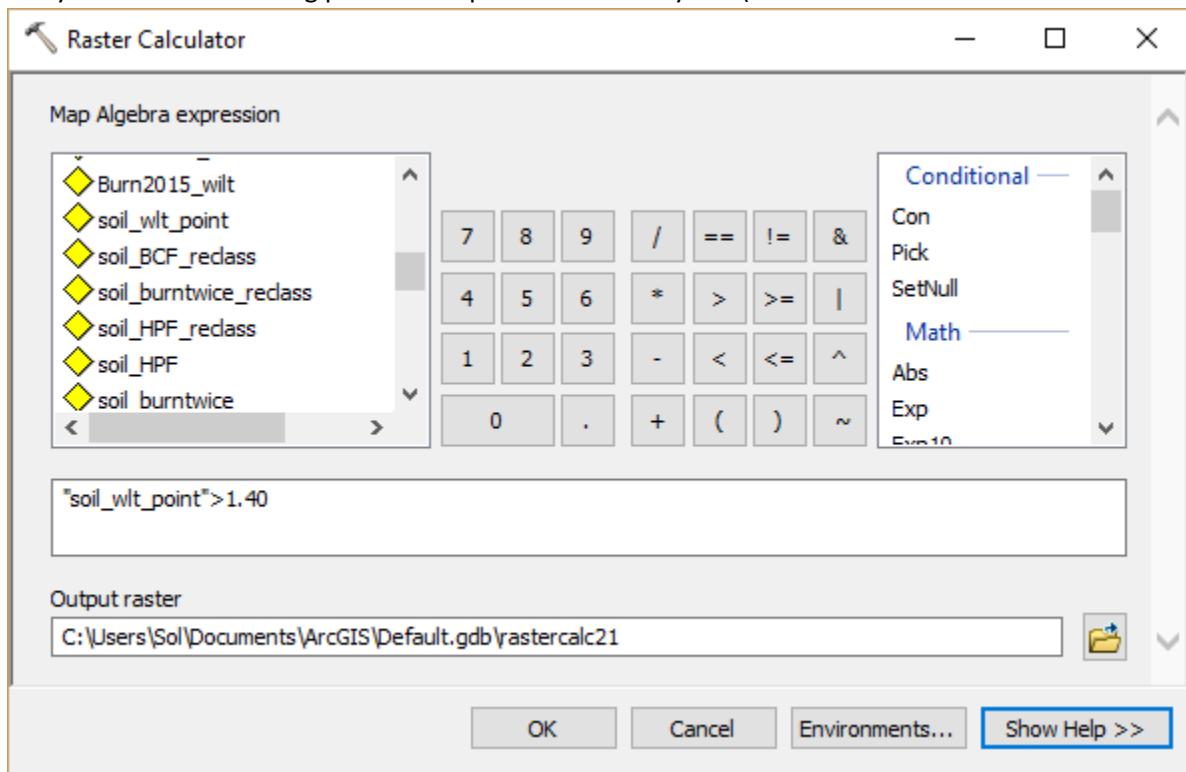 Raster Calculator
Map Algebra expression
Burn2015_wilt
soil_wlt_point
soil_BCF_reclass
soil_burntwice_reclass
soil_HPF_reclass
soil_HPF
soil_burntwice
7 8 9 / == != &
4 5 6 * > >= |
1 2 3 - < <= ^
0 . + ( ) ~
Conditional
Con
Pick
SetNull
Math
Abs
Exp
Exp10
"soil_wlt_point">1.40
Output raster
C:\Users\Sol\Documents\ArcGIS\Default.gdb\rastercalc21
OK Cancel Environments... Show Help >>